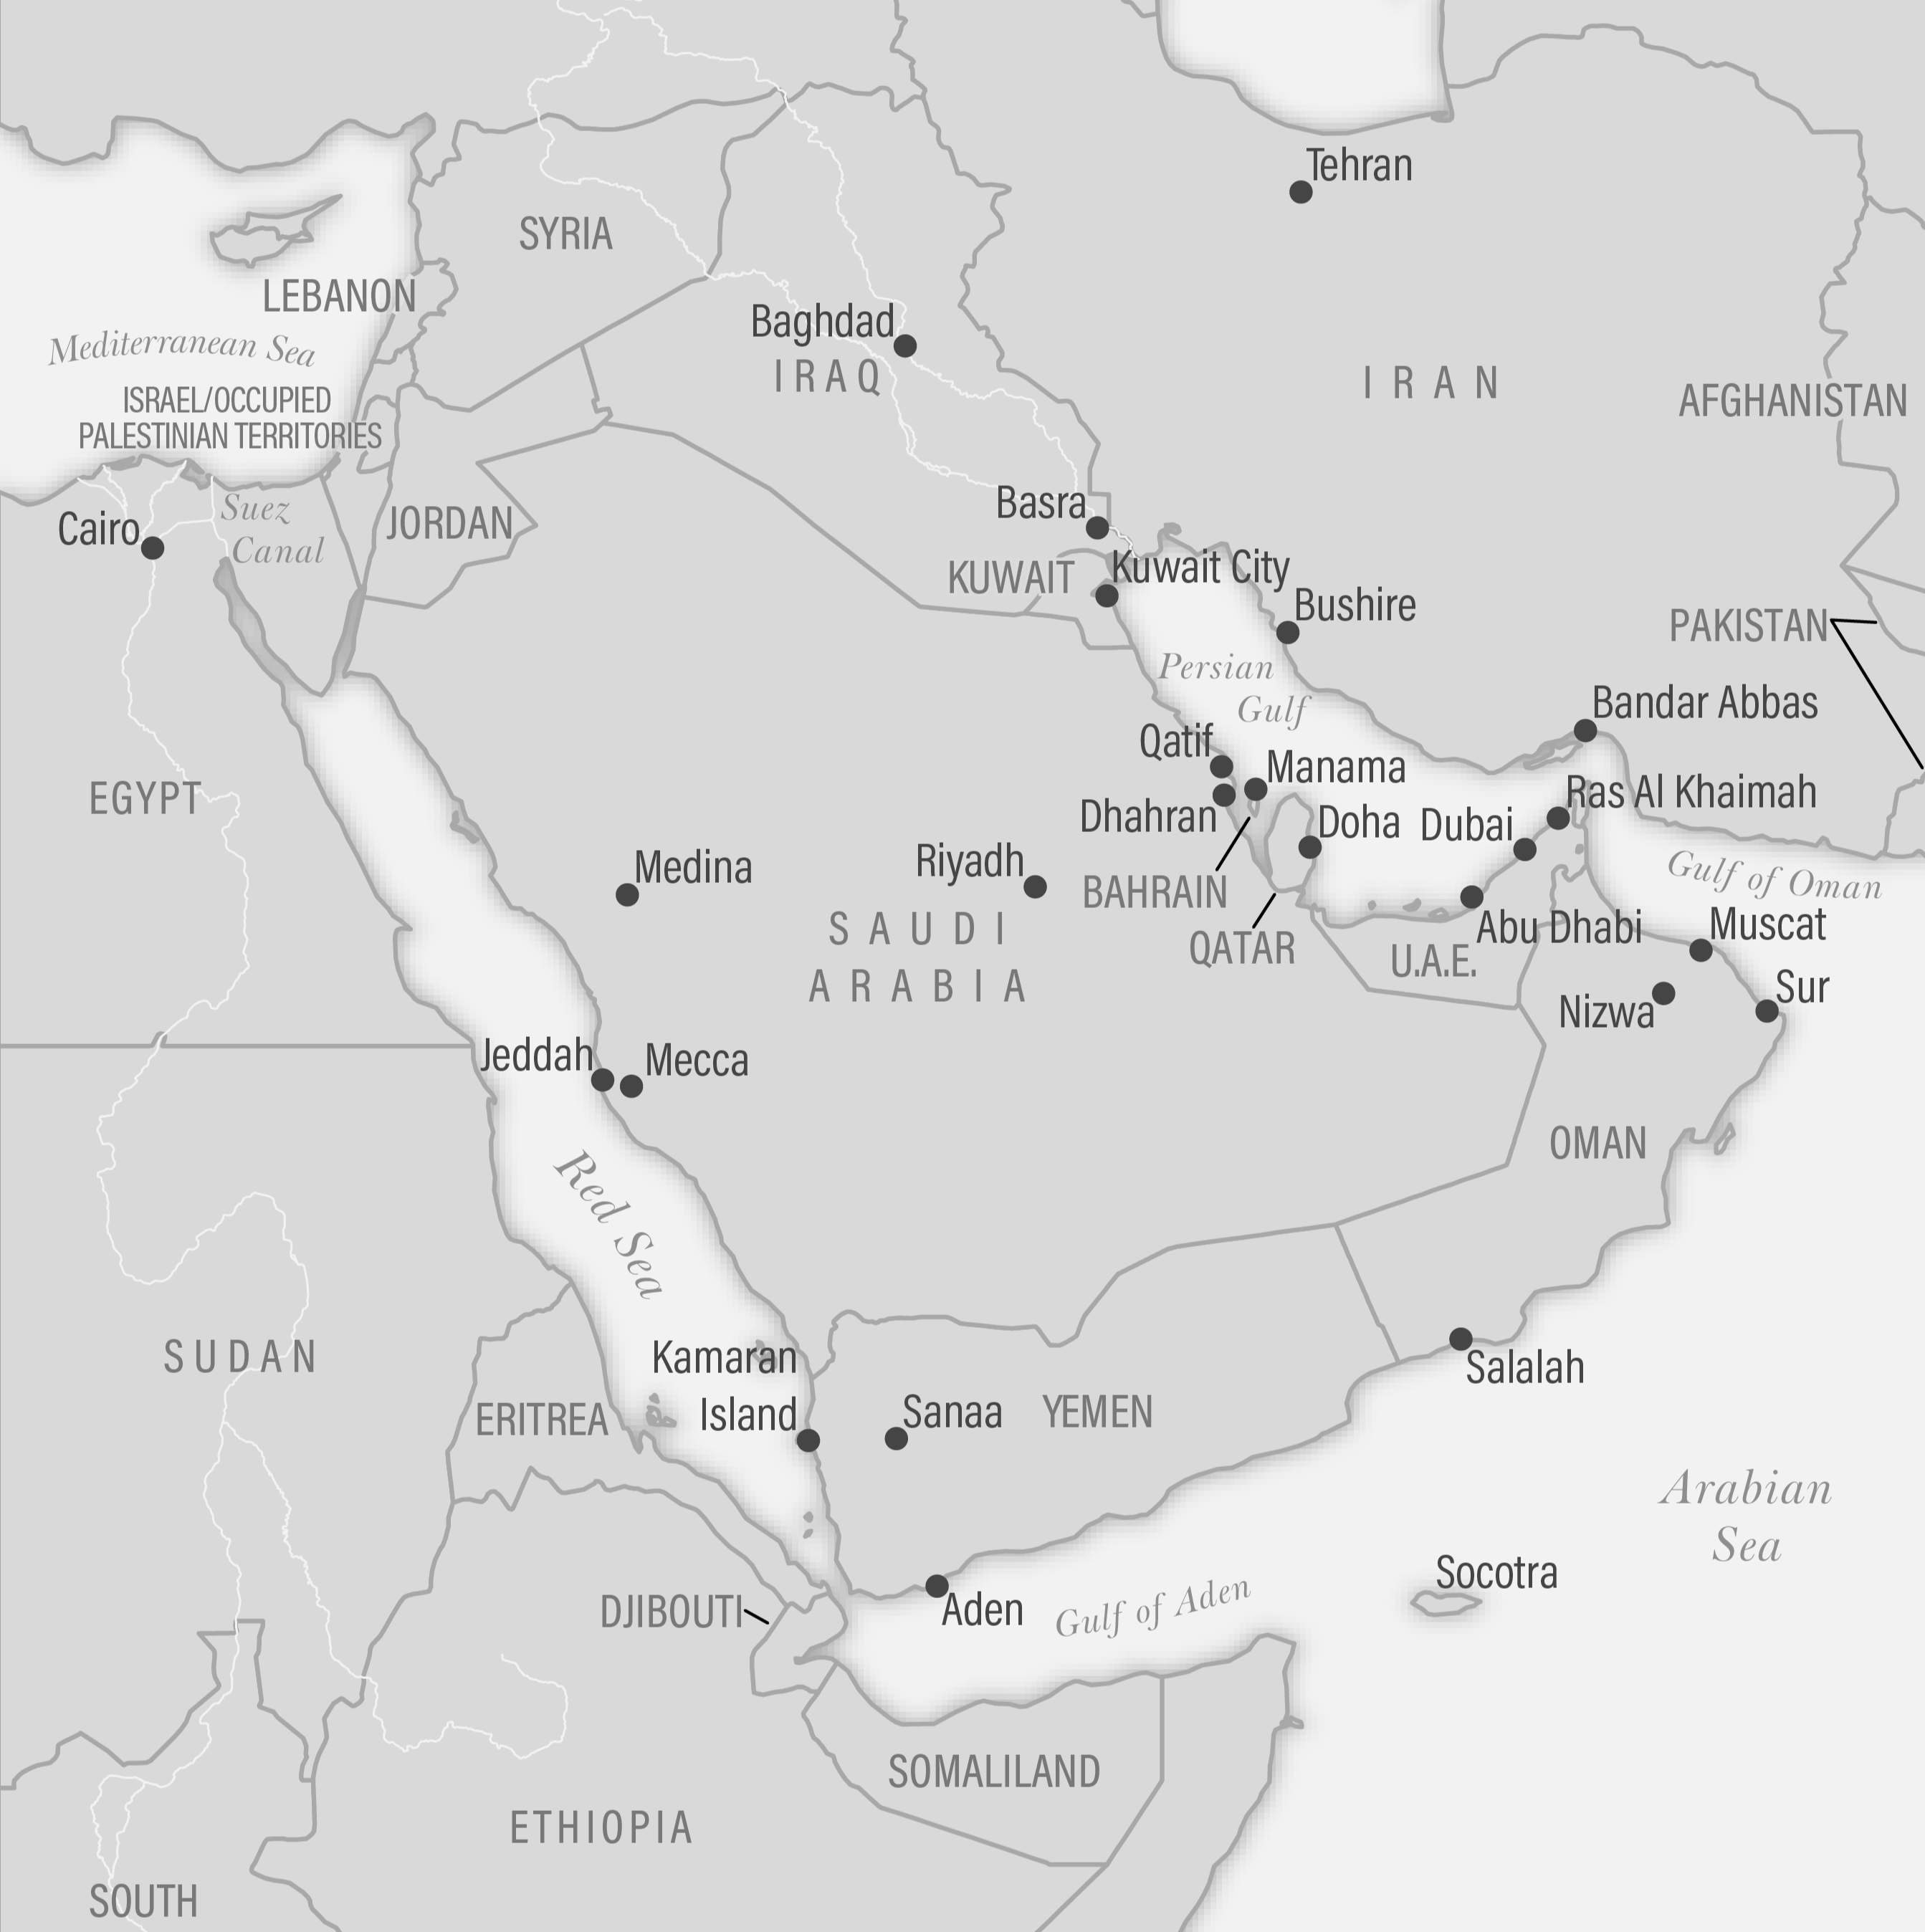 Tehran
SYRIA
LEBANON
Baghdad
Mediterranean Sea
IRAQ
IRAN
ISRAEL/OCCUPIED
PALESTINIAN TERRITORIES
AFGHANISTAN
Suez
Canal
Cairo
JORDAN
Basra
KUWAIT
Kuwait City
Bushire
PAKISTAN
Persian
Gulf
Bandar Abbas
Qatif
Manama
EGYPT
Ras Al Khaimah
Dhahran
Doha
Dubai
Medina
Riyadh
BAHRAIN
Gulf of Oman
SAUDI
ARABIA
QATAR
Abu Dhabi
Muscat
U.A.E.
Nizwa
Sur
Jeddah
Mecca
OMAN
Red Sea
SUDAN
Kamaran
Island
Salalah
ERITREA
Sanaa
YEMEN
Arabian
Sea
Socotra
DJIBOUTI
Aden
Gulf of Aden
SOMALILAND
ETHIOPIA
SOUTH